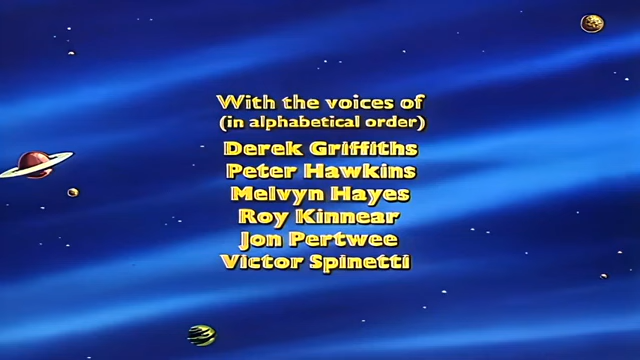 With the voices of
(in alphabetical order)
Derek Griffiths
Peter Hawkins
Melvyn Hayes
Roy Kinnear
Jon Pertwee
Victor Spinetti